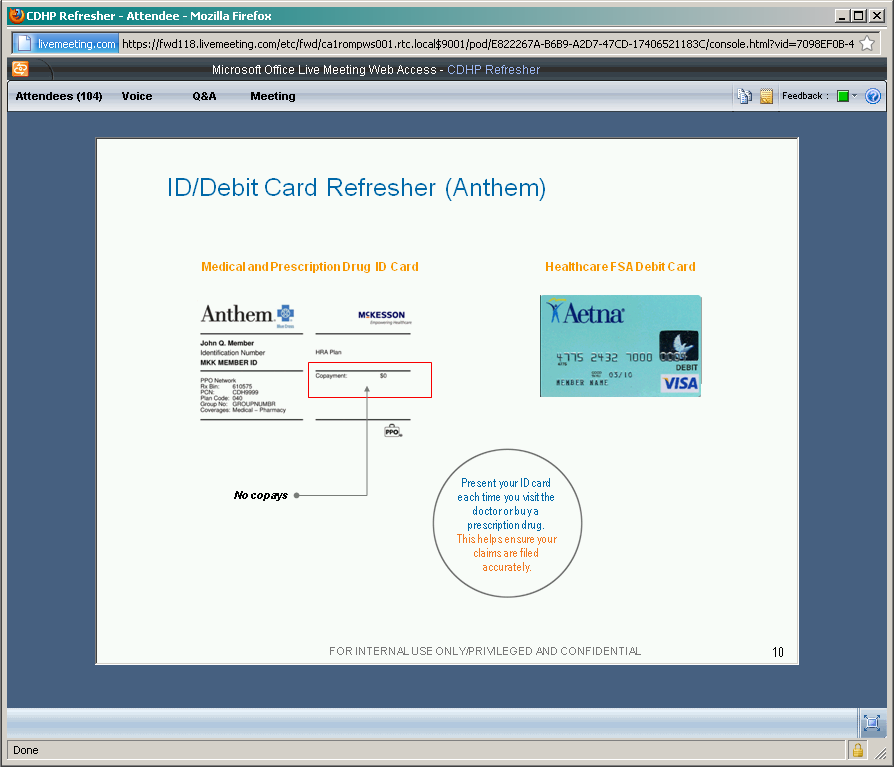 CDHP Refresher - Attendee - Mozilla Firefox
livemeeting.com https://fwd118.livemeeting.com/etc/fwd/ca1rompws001.rtc.local$9001/pod/E822267A-B6B9-A2D7-47CD-17406521183C/console.html?vid=7098EF0B-4
Microsoft Office Live Meeting Web Access - CDHP Refresher
Attendees (104) Voice Q&A Meeting Feedback :
ID/Debit Card Refresher (Anthem)
Medical and Prescription Drug ID Card
Healthcare FSA Debit Card
Anthem
McKESSON
Empowering Healthcare
John Q. Member
Identification Number
MKK MEMBER ID
HRA Plan
Copayment: $0
PPO Network
Rx Bin: 610575
PCN: CDH9999
Plan Code: 040
Group No: GROUPNUMBR
Coverages: Medical – Pharmacy
PPO
Aetna
4775 2432 7000
DEBIT
03/10
MEMBER NAME
VISA
No copays
Present your ID card
each time you visit the
doctor or buy a
prescription drug.
This helps ensure your
claims are filed
accurately.
FOR INTERNAL USE ONLY/PRIVILEGED AND CONFIDENTIAL
10
Done